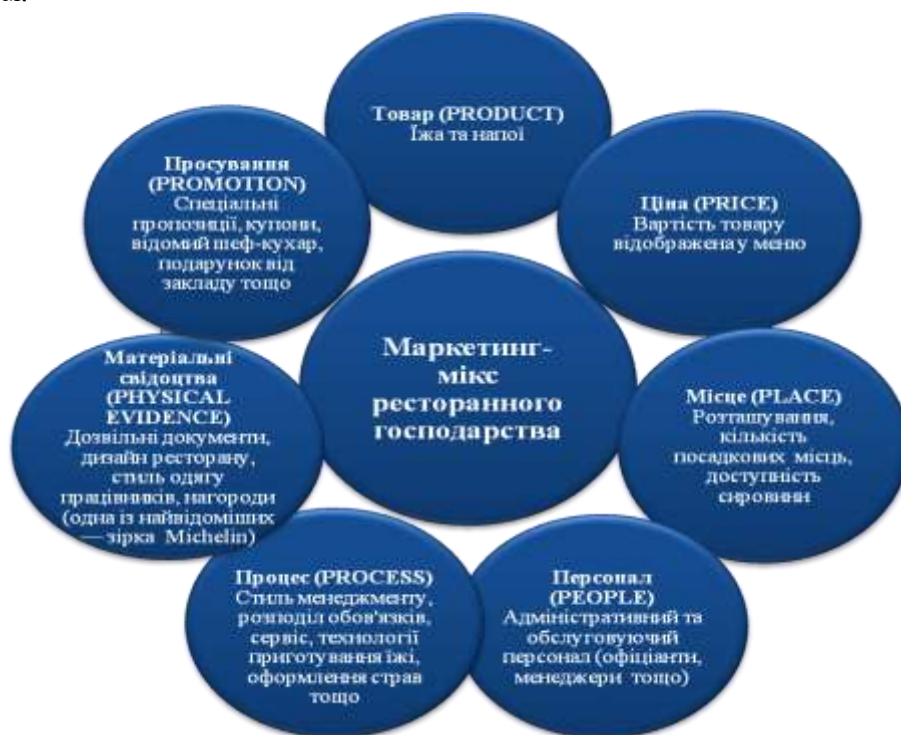 Товар (PRODUCT)
Їжа та напої
Ціна (PRICE)
Вартість товару
відображена у меню
Місце (PLACE)
Розташування,
кількість
посадкових місць,
доступність
сировини
Персонал
(PEOPLE)
Адміністративний та
обслуговуючий
персонал (офіціанти,
менеджери тощо)
Процес (PROCESS)
Стиль менеджменту,
розподіл обов'язків,
сервіс, технології
приготування їжі,
оформлення страв
тощо
Матеріальні
свідоцтва
(PHYSICAL
EVIDENCE)
Дозвільні документи,
дизайн ресторану,
стиль одягу
працівників, нагороди
(одна із найвідоміших
— зірка Michelin)
Просування
(PROMOTION)
Спеціальні
пропозиції, купони,
відомий шеф-кухар,
подарунок від
закладу тощо
Маркетинг-
мікс
ресторанного
господарства